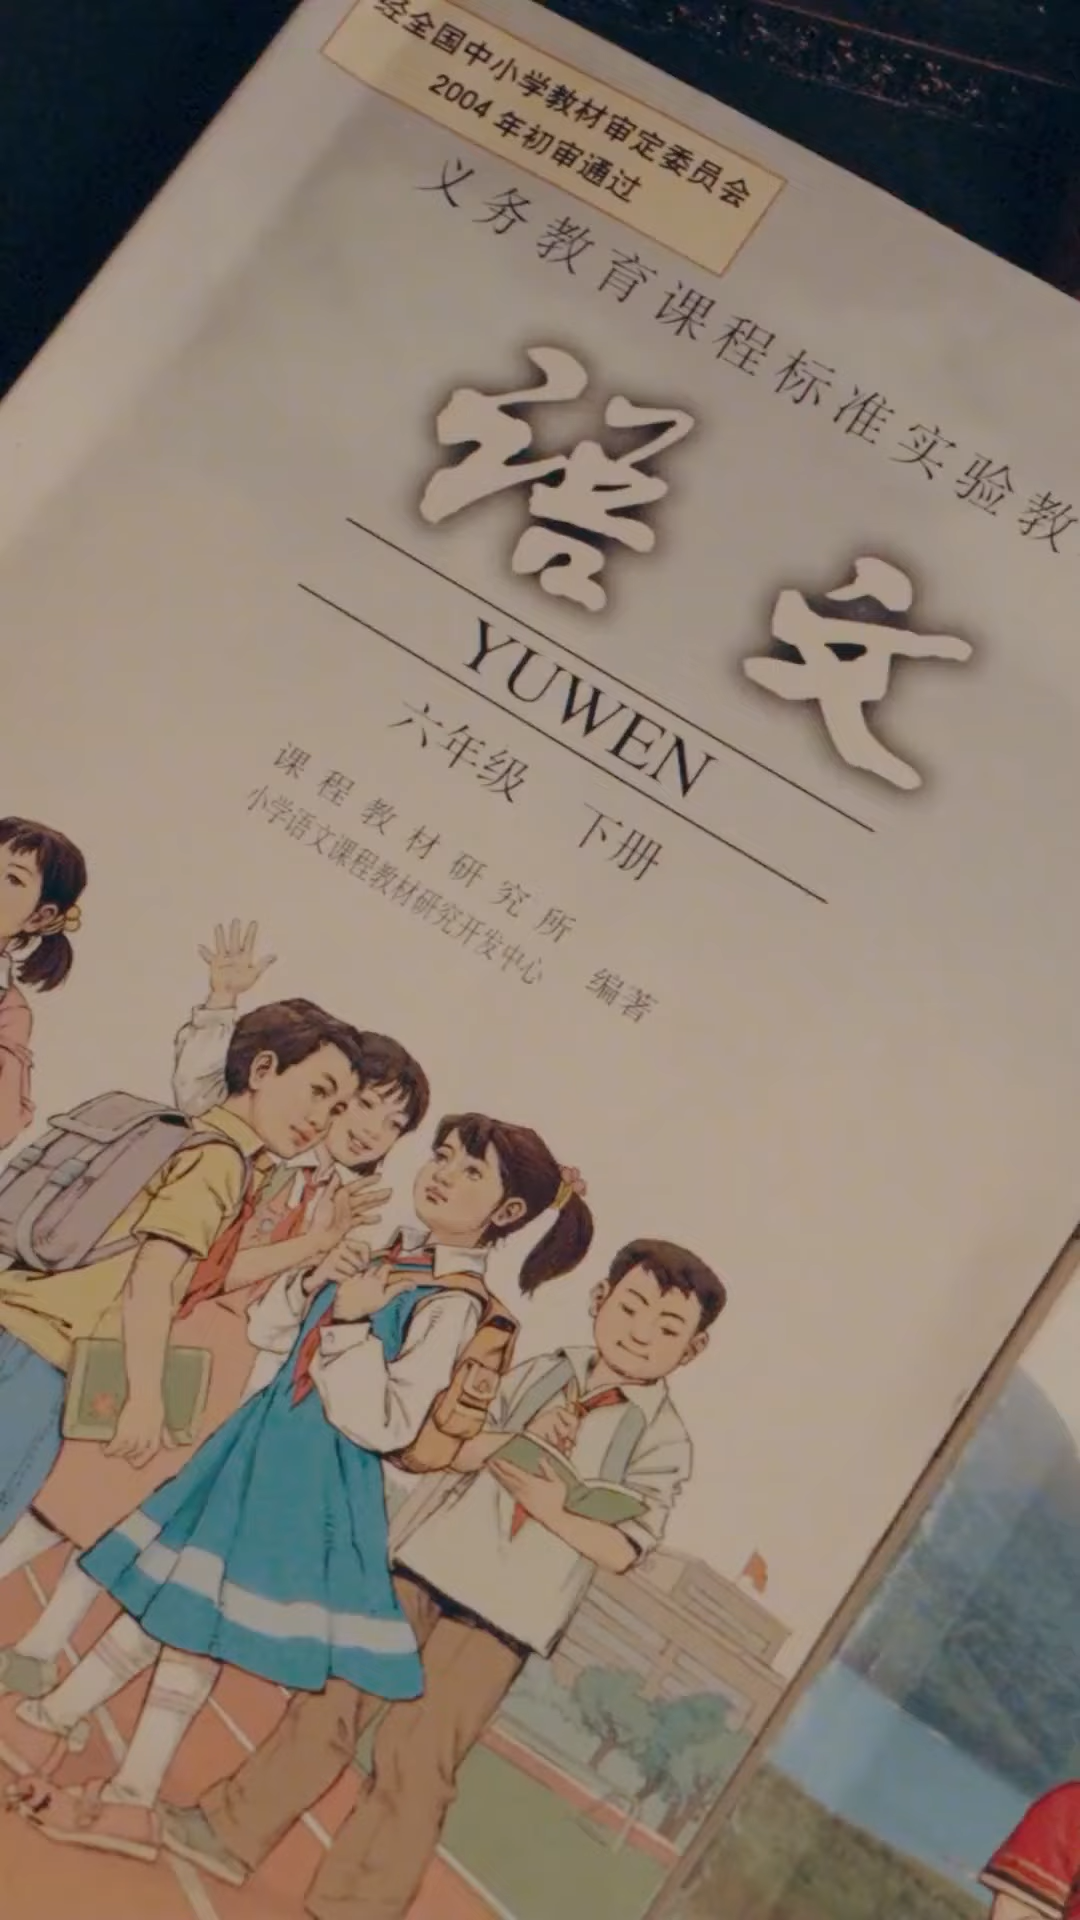 经全国中小学教材审定委员会
2004 年初审通过
义务教育课程标准实验教
语文
YUWEN
六年级 下册
课程教材研究所
小学语文课程教材研究开发中心
编著